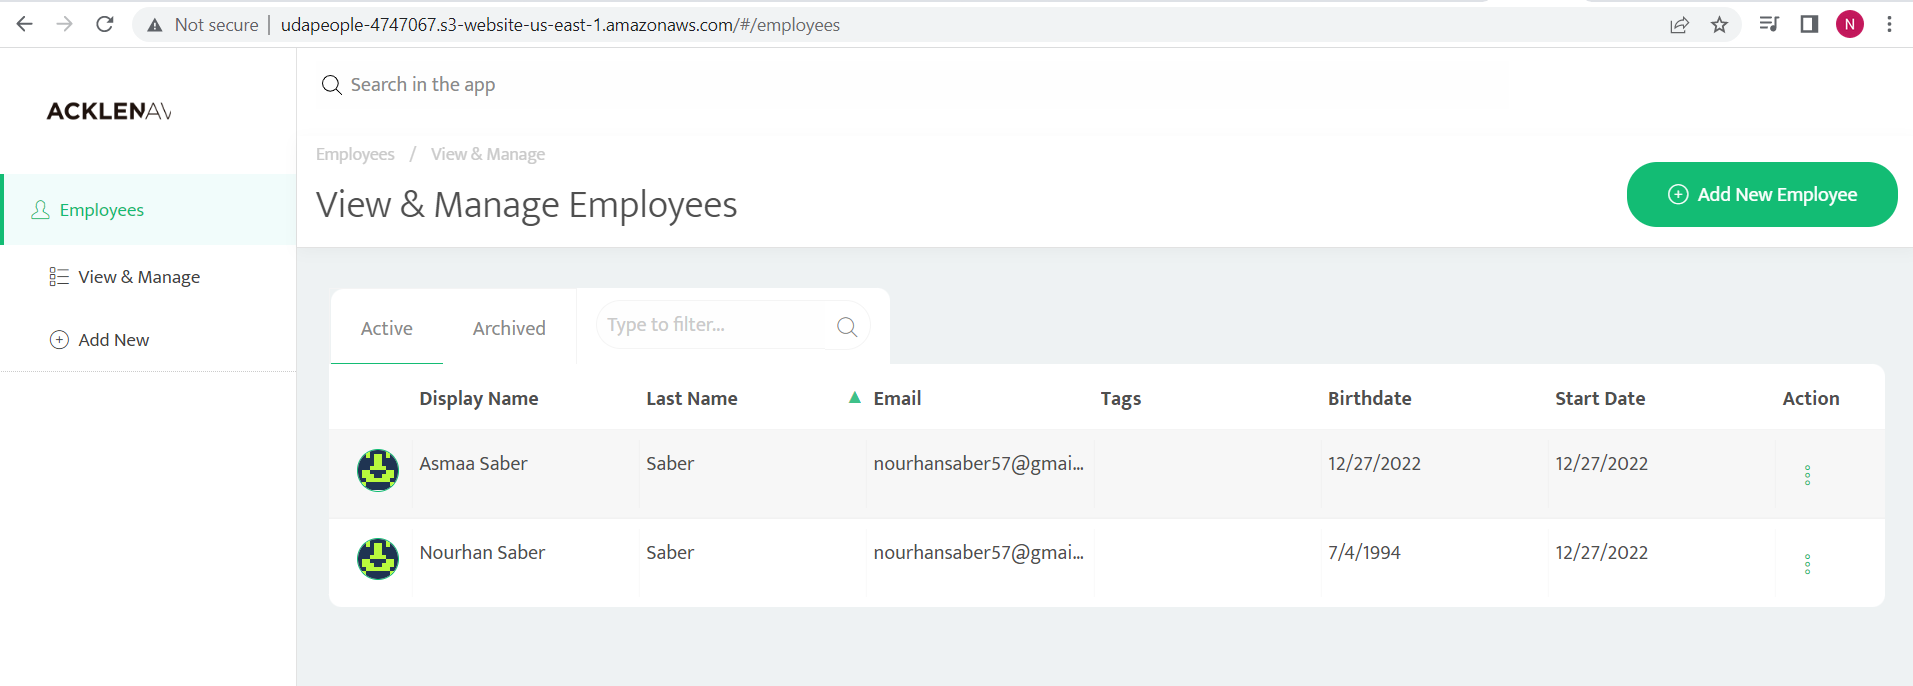 Not secure | udapeople-4747067.s3-website-us-east-1.amazonaws.com/#/employees
N
ACKLENAV
Search in the app
Employees / View & Manage
View & Manage Employees
Add New Employee
Employees
View & Manage
Add New
Active Archived Type to filter...
Display Name Last Name Email Tags Birthdate Start Date Action
Asmaa Saber Saber nourhansaber57@gmai... 12/27/2022 12/27/2022
Nourhan Saber Saber nourhansaber57@gmai... 7/4/1994 12/27/2022